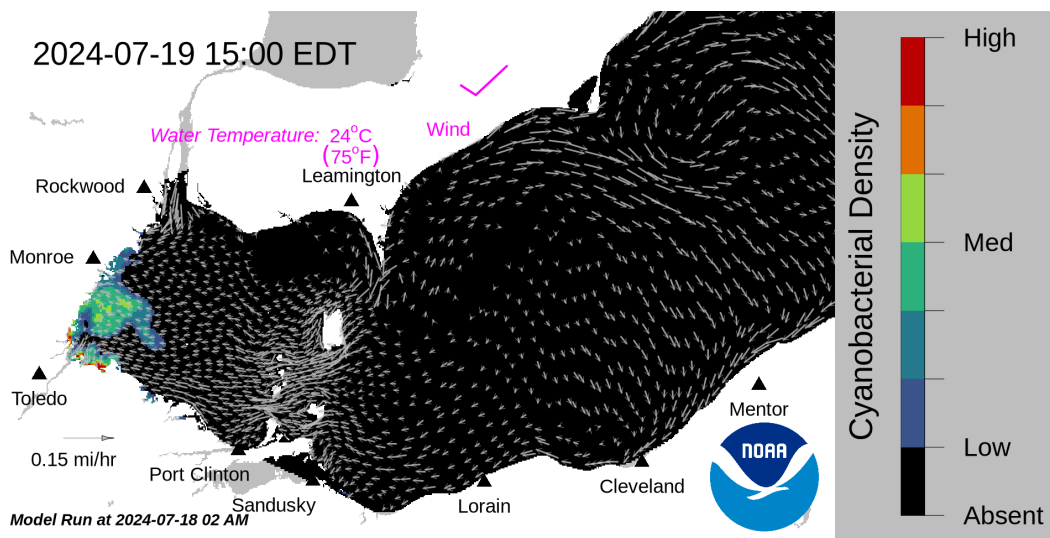 2024-07-19 15:00 EDT
Water Temperature: 24°C
(75°F)
Wind
Leamington
Rockwood
Monroe
Toledo
0.15 mi/hr
Port Clinton
Sandusky
Lorain
Cleveland
Mentor
NOAA
Model Run at 2024-07-18 02 AM
Cyanobacterial Density
High
Med
Low
Absent